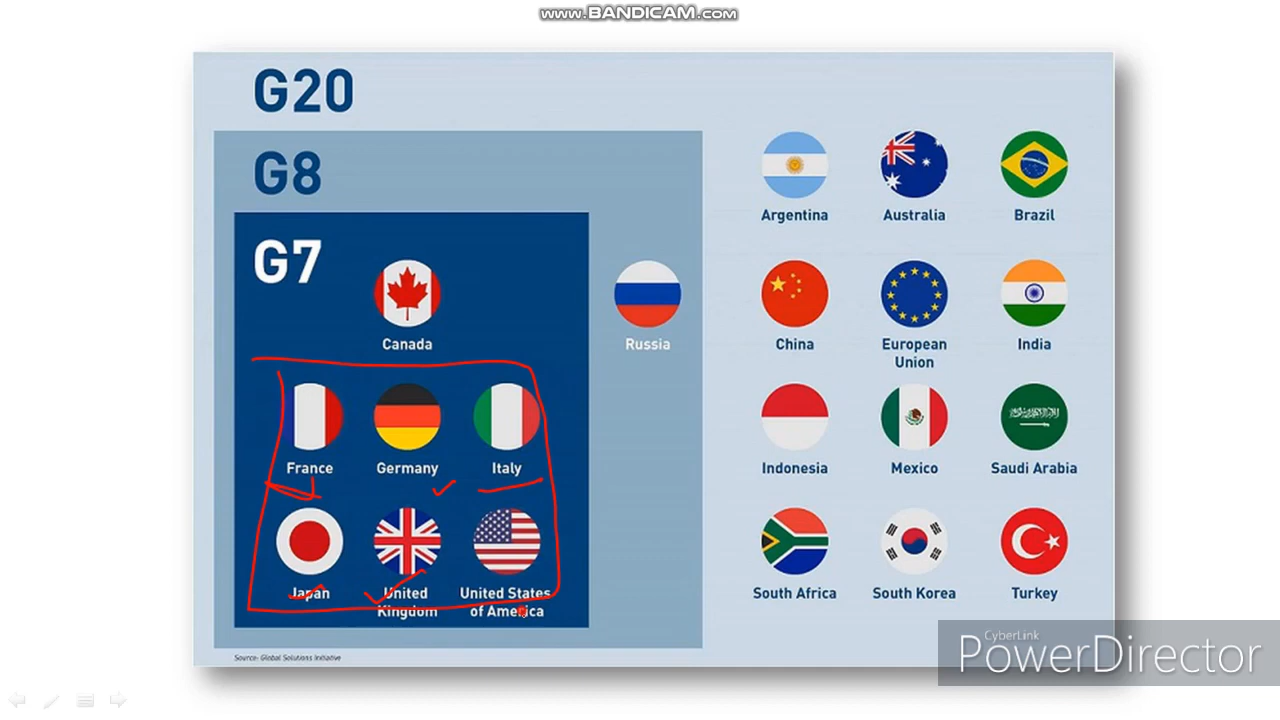 www.BANDICAM.com
G20
G8
G7
Canada
Russia
France
Germany
Italy
Japan
United
Kingdom
United States
of America
Argentina
Australia
Brazil
China
European
Union
India
Indonesia
Mexico
Saudi Arabia
South Africa
South Korea
Turkey
Source: Global Solutions Initiative
CyberLink
PowerDirector